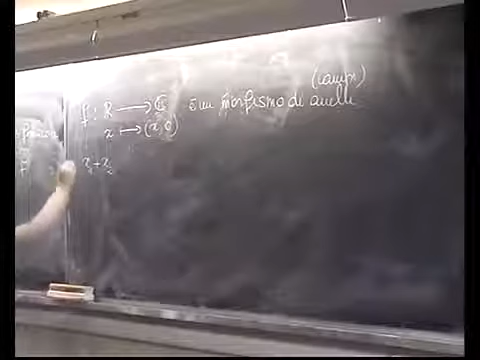 (campi)
f : R → C è un morfismo di anelli
x ↦ (x, 0)
x₁ + x₂